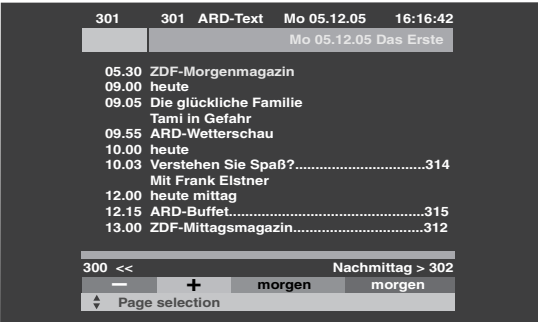 301 301 ARD-Text Mo 05.12.05 16:16:42
Mo 05.12.05 Das Erste
05.30 ZDF-Morgenmagazin
09.00 heute
09.05 Die glückliche Familie
Tami in Gefahr
09.55 ARD-Wetterschau
10.00 heute
10.03 Verstehen Sie Spaß?................................314
Mit Frank Elstner
12.00 heute mittag
12.15 ARD-Buffet................................................315
13.00 ZDF-Mittagsmagazin................................312
300 << Nachmittag > 302
− + morgen morgen
Page selection